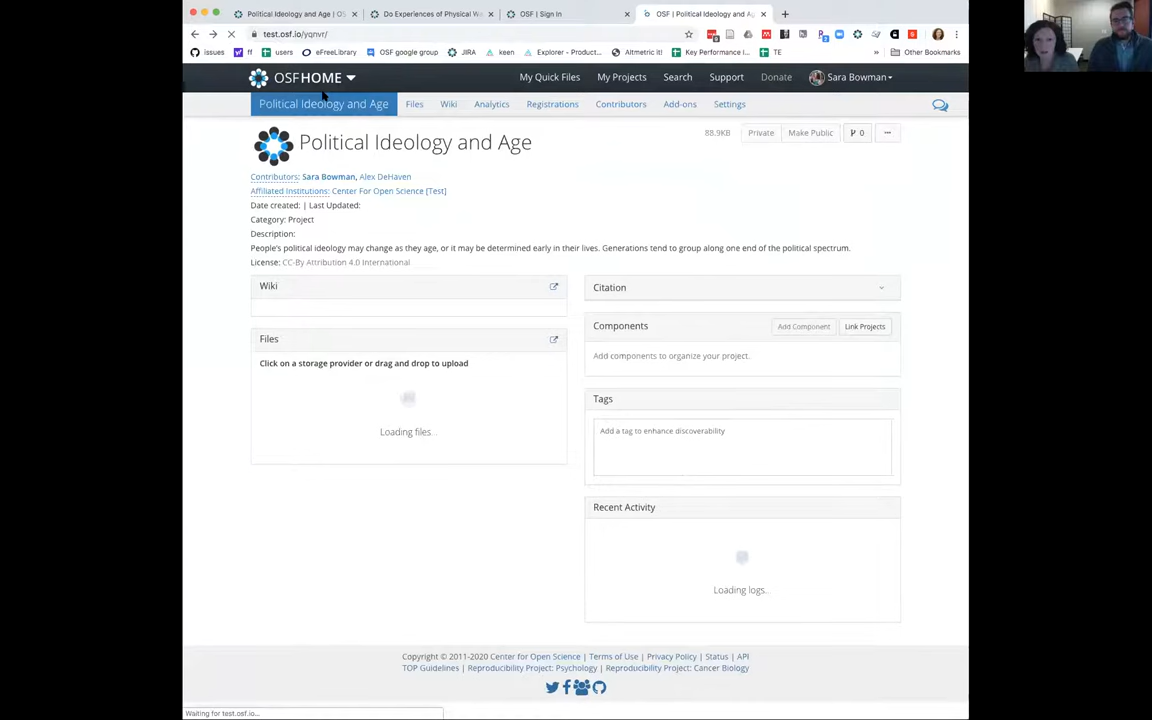 Political Ideology and Age | OS
Do Experiences of Physical We
OSF | Sign In
OSF | Political Ideology and Ag
test.osf.io/yqnvr/
issues
ff
users
eFreeLibrary
OSF google group
JIRA
keen
Explorer - Product...
Altmetric it!
Key Performance I...
TE
Other Bookmarks
OSFHOME
My Quick Files
My Projects
Search
Support
Donate
Sara Bowman
Political Ideology and Age
Files
Wiki
Analytics
Registrations
Contributors
Add-ons
Settings
Political Ideology and Age
88.9KB
Private
Make Public
0
Contributors: Sara Bowman, Alex DeHaven
Affiliated Institutions: Center For Open Science [Test]
Date created: | Last Updated:
Category: Project
Description:
People's political ideology may change as they age, or it may be determined early in their lives. Generations tend to group along one end of the political spectrum.
License: CC-By Attribution 4.0 International
Wiki
Files
Click on a storage provider or drag and drop to upload
Loading files...
Citation
Components
Add Component
Link Projects
Add components to organize your project.
Tags
Add a tag to enhance discoverability
Recent Activity
Loading logs...
Copyright © 2011-2020 Center for Open Science | Terms of Use | Privacy Policy | Status | API
TOP Guidelines | Reproducibility Project: Psychology | Reproducibility Project: Cancer Biology
Waiting for test.osf.io...